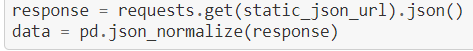 response = requests.get(static_json_url).json()
data = pd.json_normalize(response)